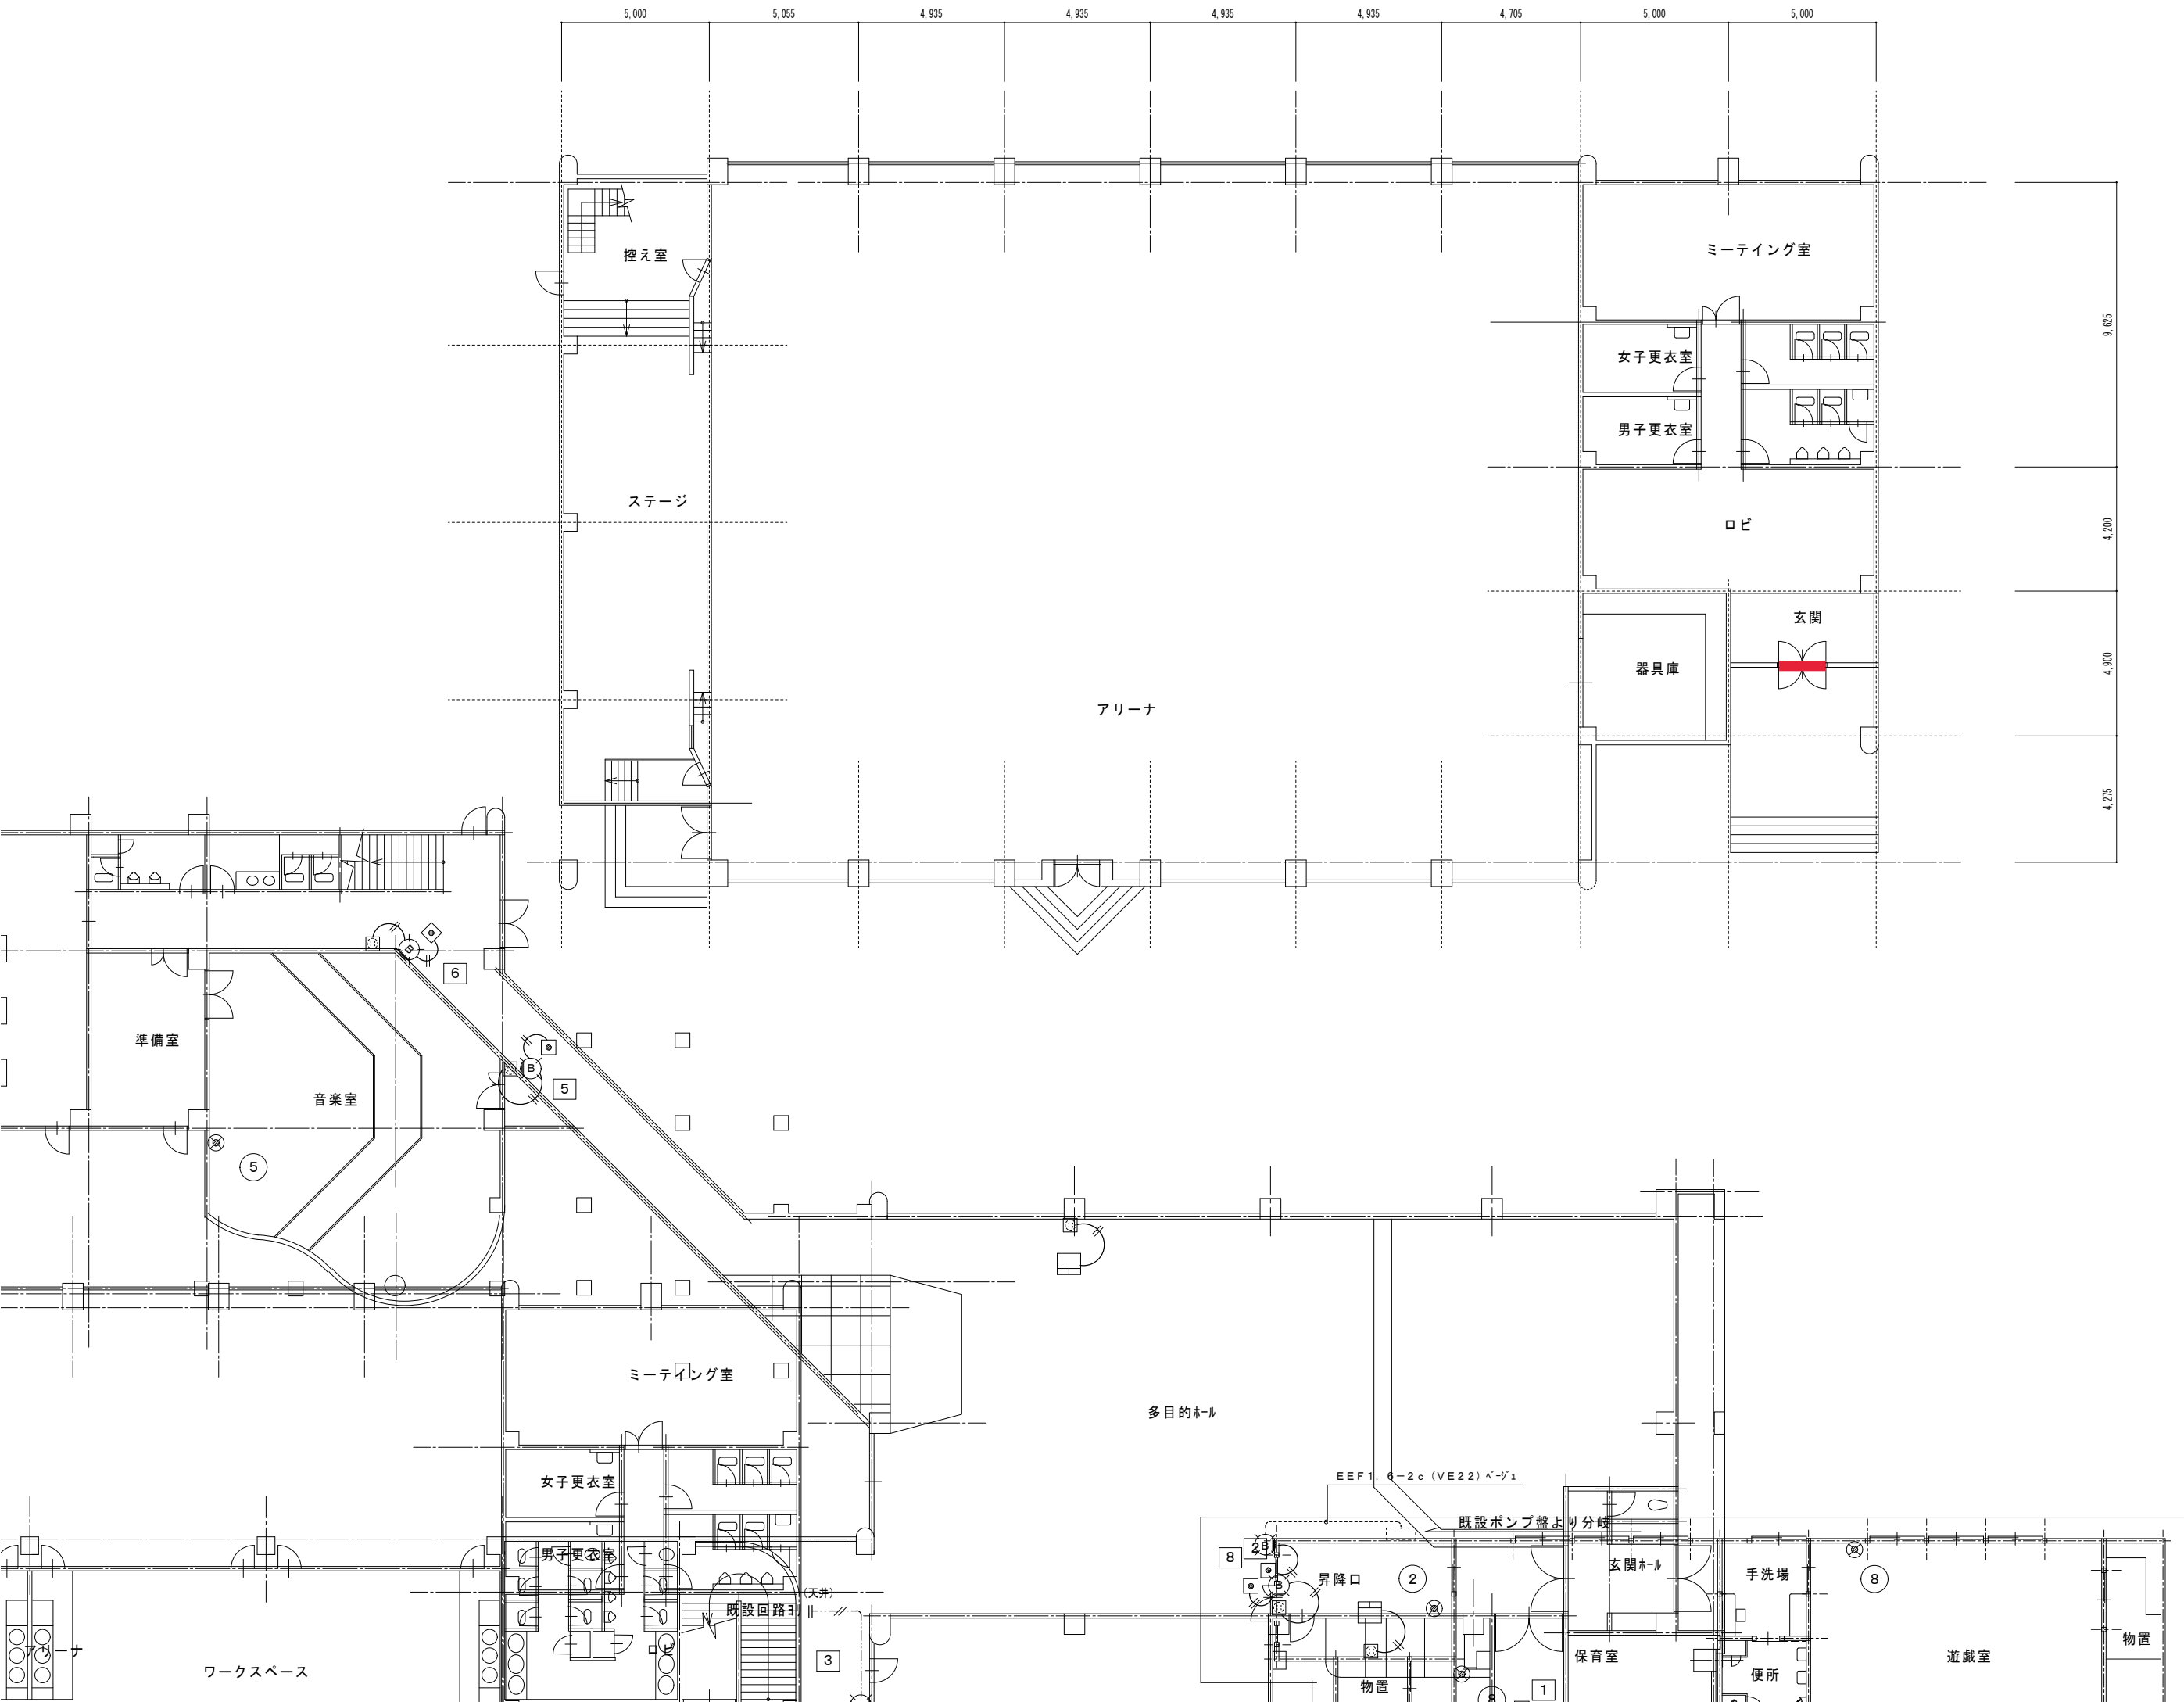 5,000 5,055 4,935 4,935 4,935 4,935 4,705 5,000 5,000
控え室
ミーテイング室
9,625
女子更衣室
男子更衣室
ステージ
ロビ
4,200
玄関
器具庫
4,900
アリーナ
4,275
6
準備室
B
5
音楽室
5
ミーテイング室
多目的ホール
女子更衣室
EEF1.6-2c(VE22)ベージュ
既設ポンプ盤より分岐
男子更衣室
8
2
B
玄関ホール
手洗場
昇降口
2
8
B
(天井)
既設回路ヨリ
アリーナ
ワークスペース
ロビ
3
保育室
遊戯室
物置
便所
物置
8
1